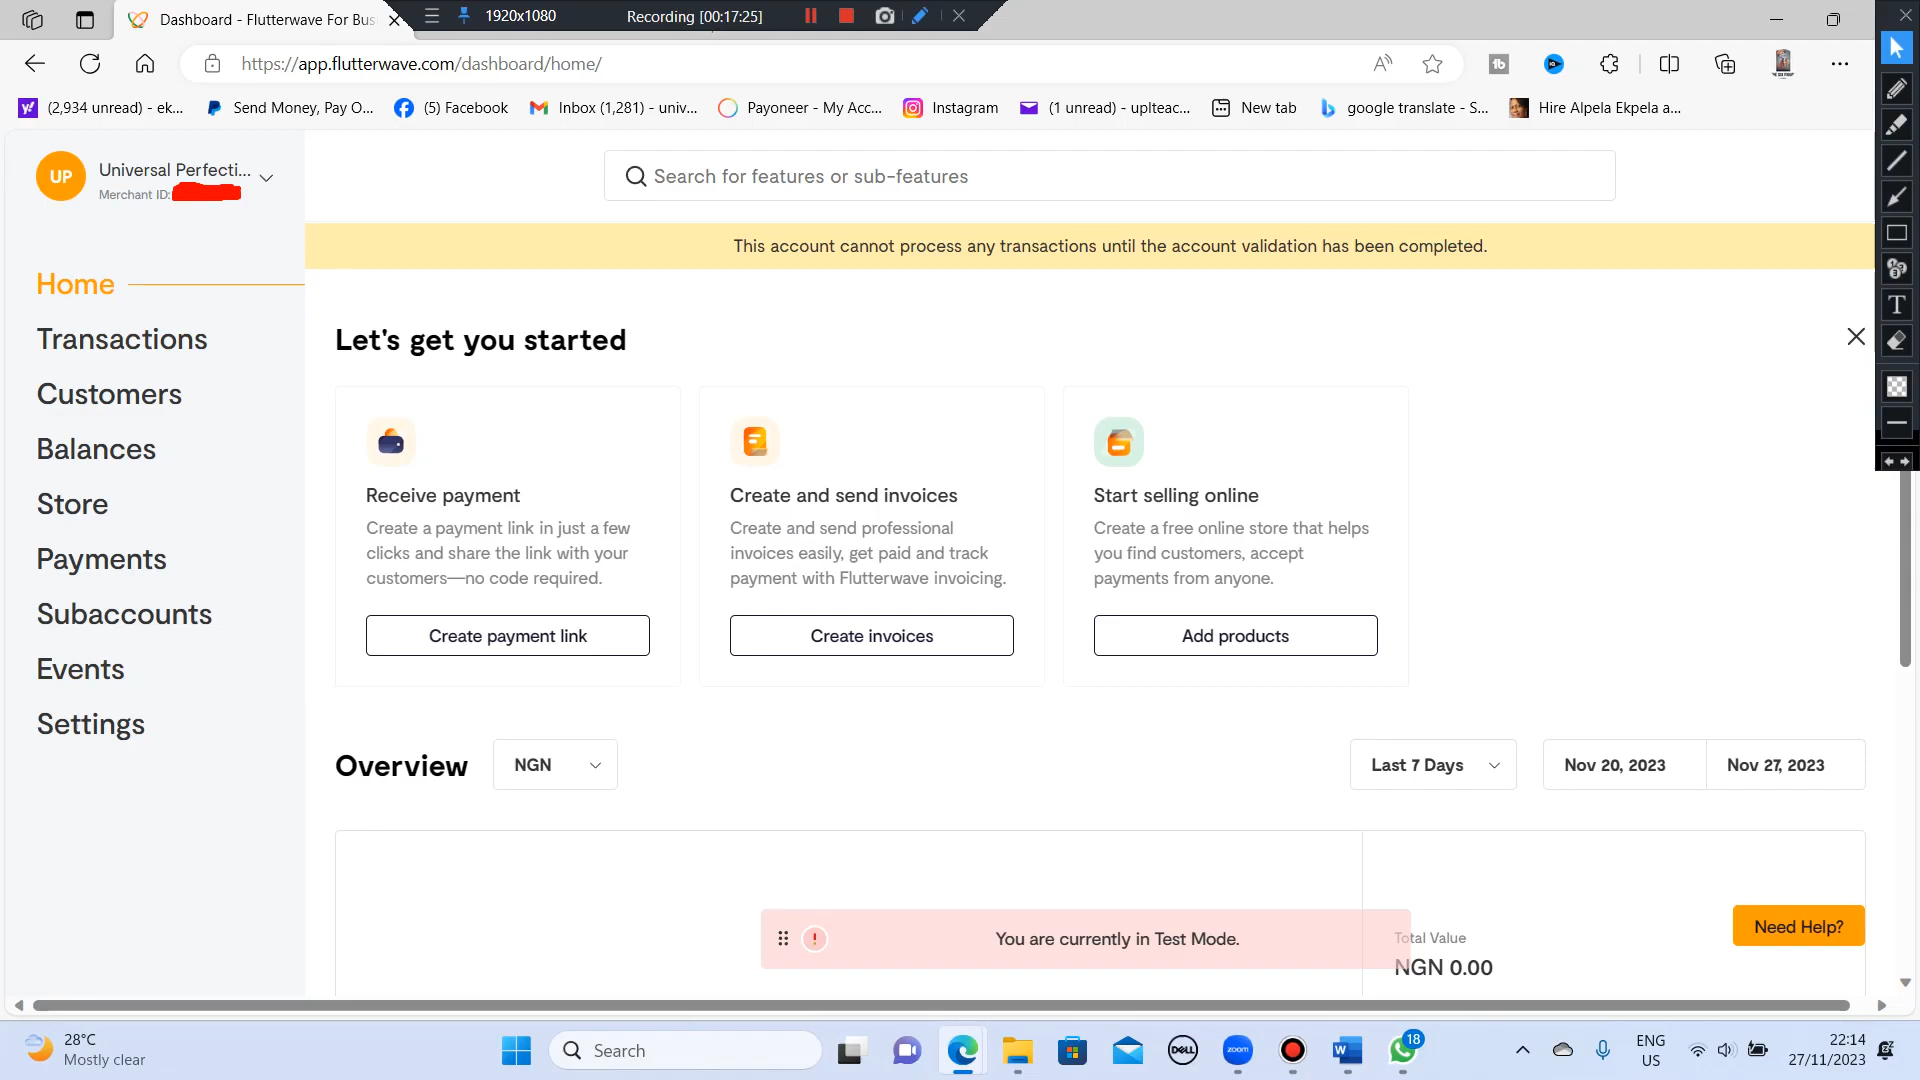 Dashboard - Flutterwave For Bus
1920x1080
Recording [00:17:25]
https://app.flutterwave.com/dashboard/home/
(2,934 unread) - ek...
Send Money, Pay O...
(5) Facebook
Inbox (1,281) - univ...
Payoneer - My Acc...
Instagram
(1 unread) - uplteac...
New tab
google translate - S...
Hire Alpela Ekpela a...
UP
Universal Perfecti...
Merchant ID:
Search for features or sub-features
This account cannot process any transactions until the account validation has been completed.
Home
Transactions
Customers
Balances
Store
Payments
Subaccounts
Events
Settings
Let's get you started
Receive payment
Create a payment link in just a few
clicks and share the link with your
customers—no code required.
Create payment link
Create and send invoices
Create and send professional
invoices easily, get paid and track
payment with Flutterwave invoicing.
Create invoices
Start selling online
Create a free online store that helps
you find customers, accept
payments from anyone.
Add products
Overview
NGN
Last 7 Days
Nov 20, 2023
Nov 27, 2023
You are currently in Test Mode.
Total Value
NGN 0.00
Need Help?
28°C
Mostly clear
Search
DELL
zoom
W
18
ENG
US
22:14
27/11/2023